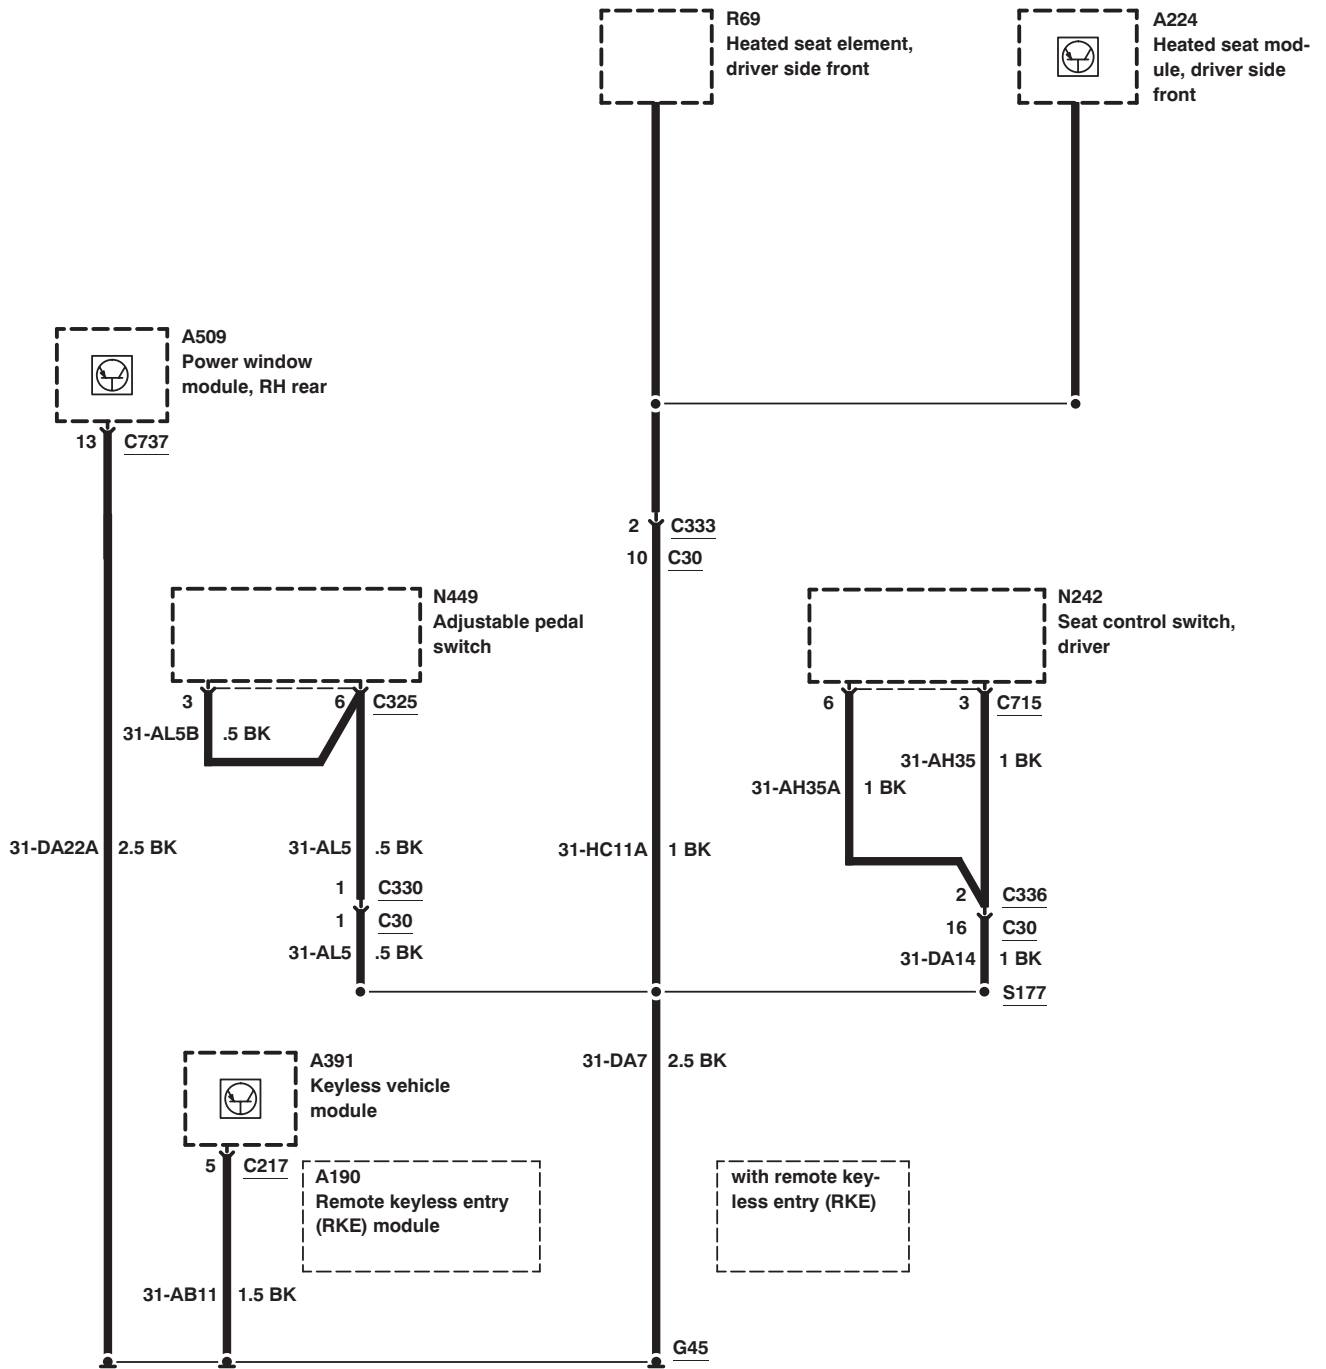 R69
Heated seat element,
driver side front
A224
Heated seat mod-
ule, driver side
front
A509
Power window
module, RH rear
13 C737
2 C333
10 C30
N449
Adjustable pedal
switch
N242
Seat control switch,
driver
3 6 C325
6 3 C715
31-AL5B .5 BK
31-AH35 1 BK
31-AH35A 1 BK
31-DA22A 2.5 BK
31-AL5 .5 BK
31-HC11A 1 BK
1 C330
2 C336
1 C30
16 C30
31-AL5 .5 BK
31-DA14 1 BK
S177
A391
Keyless vehicle
module
31-DA7 2.5 BK
5 C217
A190
Remote keyless entry
(RKE) module
with remote key-
less entry (RKE)
31-AB11 1.5 BK
G45